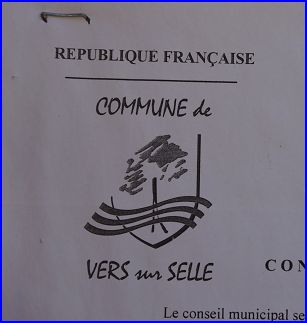 REPUBLIQUE FRANÇAISE
COMMUNE de
VERS sur SELLE
CON
Le conseil municipal se